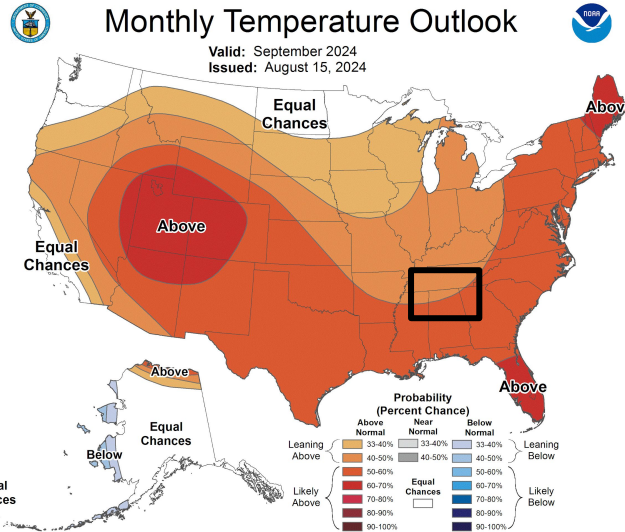 Monthly Temperature Outlook
NOAA
Valid: September 2024
Issued: August 15, 2024
Equal
Chances
Abov
Above
Equal
Chances
Above
Above
Equal
Chances
Below
al
ces
Probability
(Percent Chance)
Above
Normal
Near
Normal
Below
Normal
Leaning
Above
33-40%
40-50%
33-40%
40-50%
33-40%
40-50%
Leaning
Below
Likely
Above
50-60%
60-70%
70-80%
80-90%
90-100%
Equal
Chances
50-60%
60-70%
70-80%
80-90%
90-100%
Likely
Below